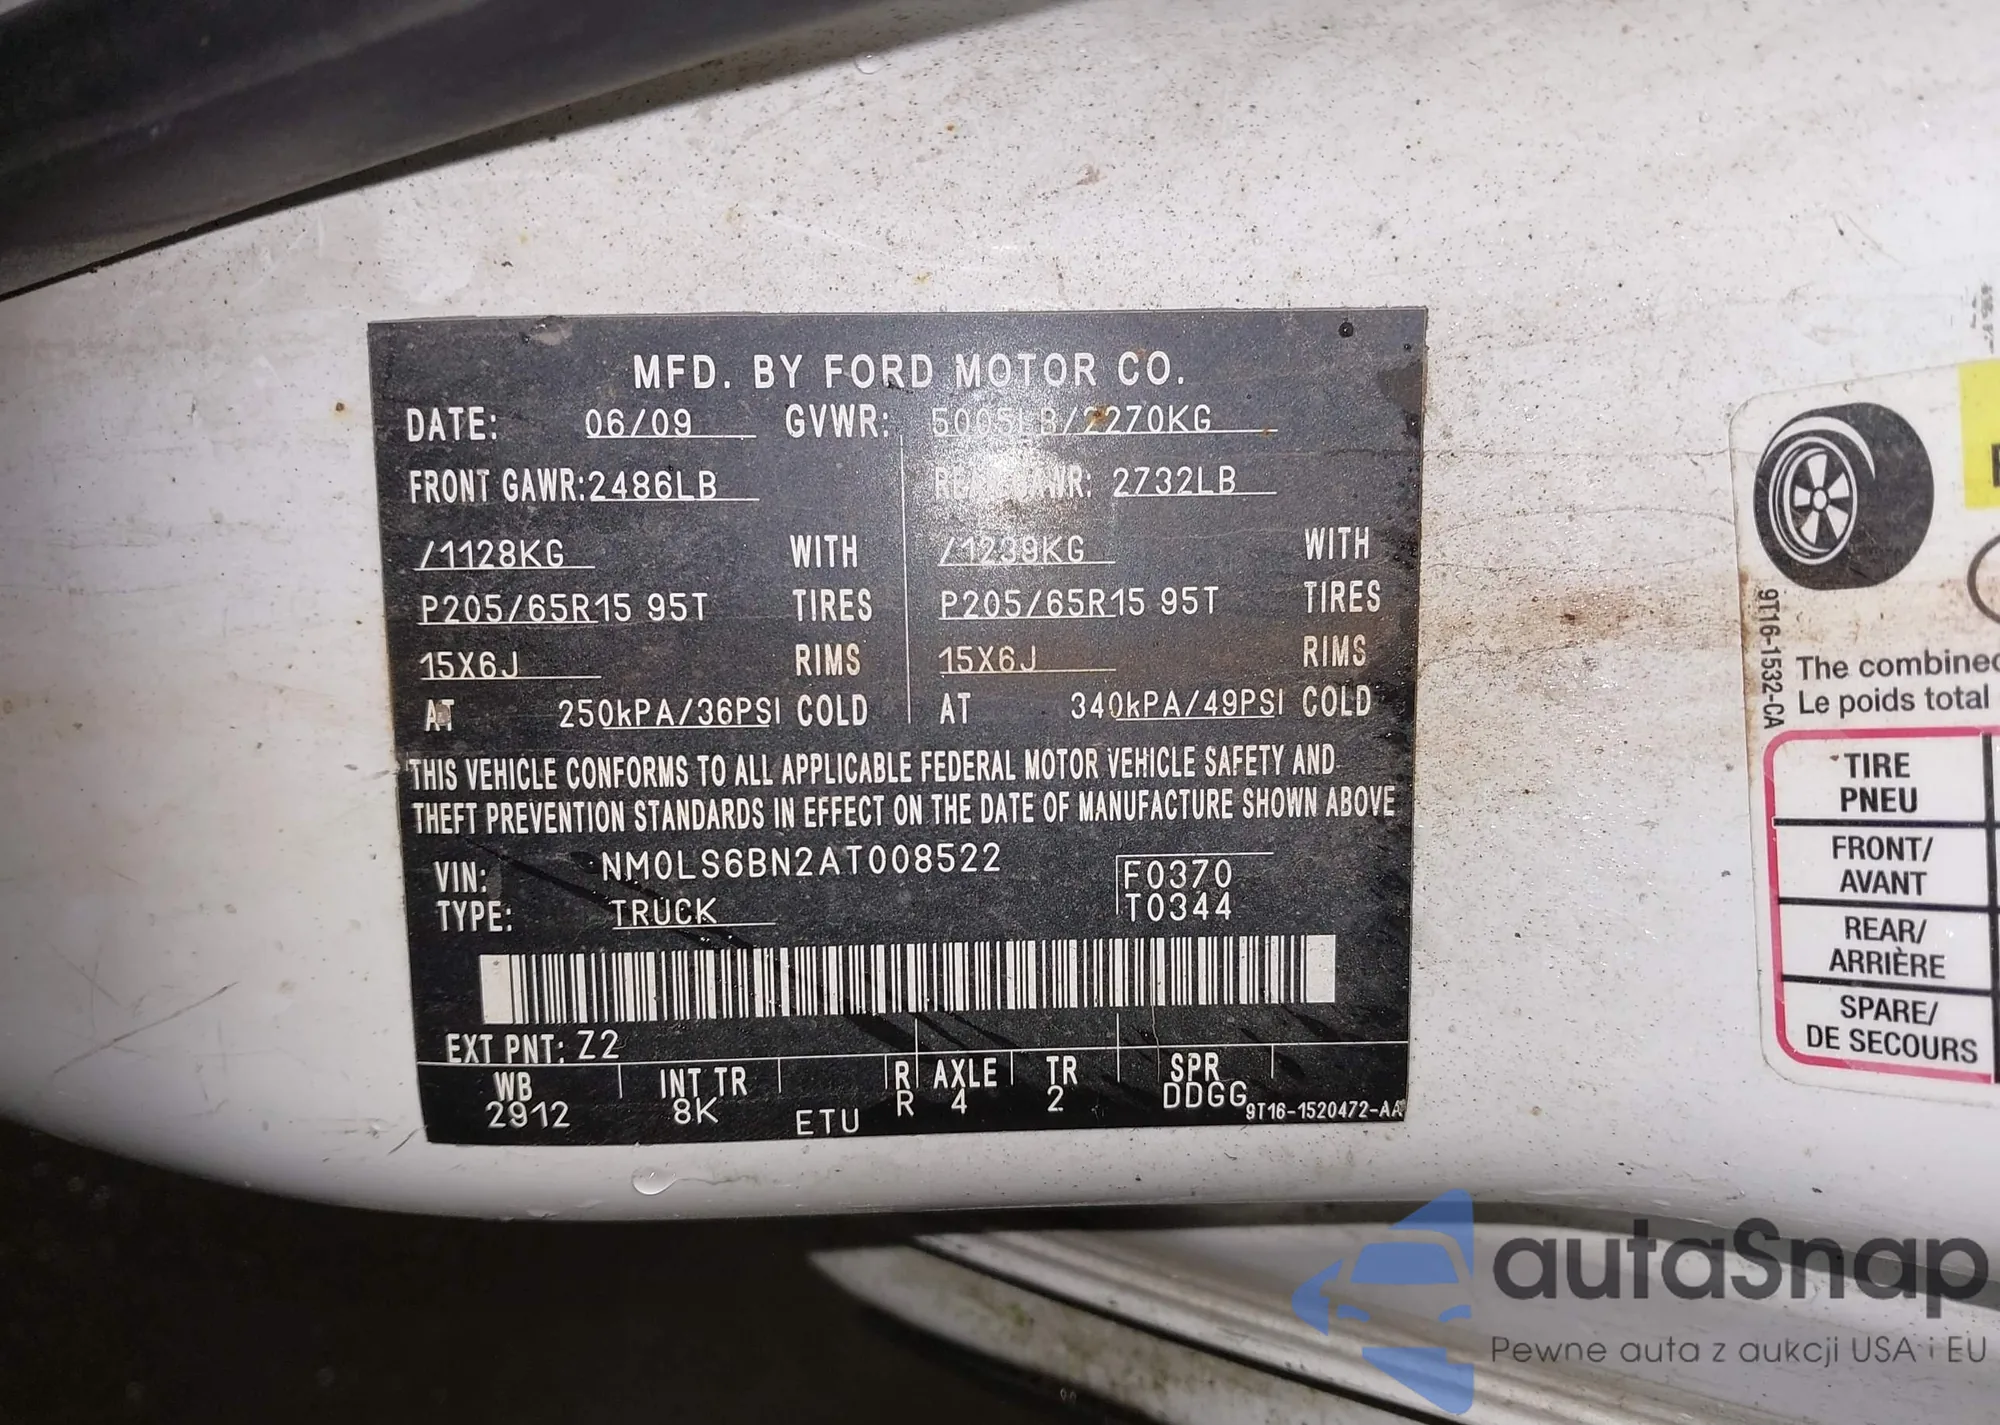 MFD. BY FORD MOTOR CO.
DATE: 06/09 GVWR: 5005LB/2270KG
FRONT GAWR: 2486LB REAR GAWR: 2732LB
/1128KG WITH /1239KG WITH
P205/65R15 95T TIRES P205/65R15 95T TIRES
15X6J RIMS 15X6J RIMS
AT 250kPA/36PSI COLD AT 340kPA/49PSI COLD
THIS VEHICLE CONFORMS TO ALL APPLICABLE FEDERAL MOTOR VEHICLE SAFETY AND
THEFT PREVENTION STANDARDS IN EFFECT ON THE DATE OF MANUFACTURE SHOWN ABOVE
VIN: NM0LS6BN2AT008522 F0370
TYPE: TRUCK T0344
EXT PNT: Z2
WB INT TR R AXLE TR SPR
2912 8K ETU R 4 2 DDGG 9T16-1520472-AA
9T16-1532-CA
The combined
Le poids total
TIRE
PNEU
FRONT/
AVANT
REAR/
ARRIÈRE
SPARE/
DE SECOURS
autaSnap
Pewne auta z aukcji USA i EU